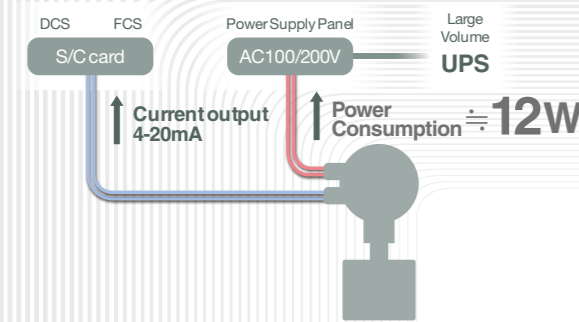 DCS FCS
Power Supply Panel
Large
Volume
UPS
S/C card
AC100/200V
Current output
4-20mA
Power
Consumption ≒12W